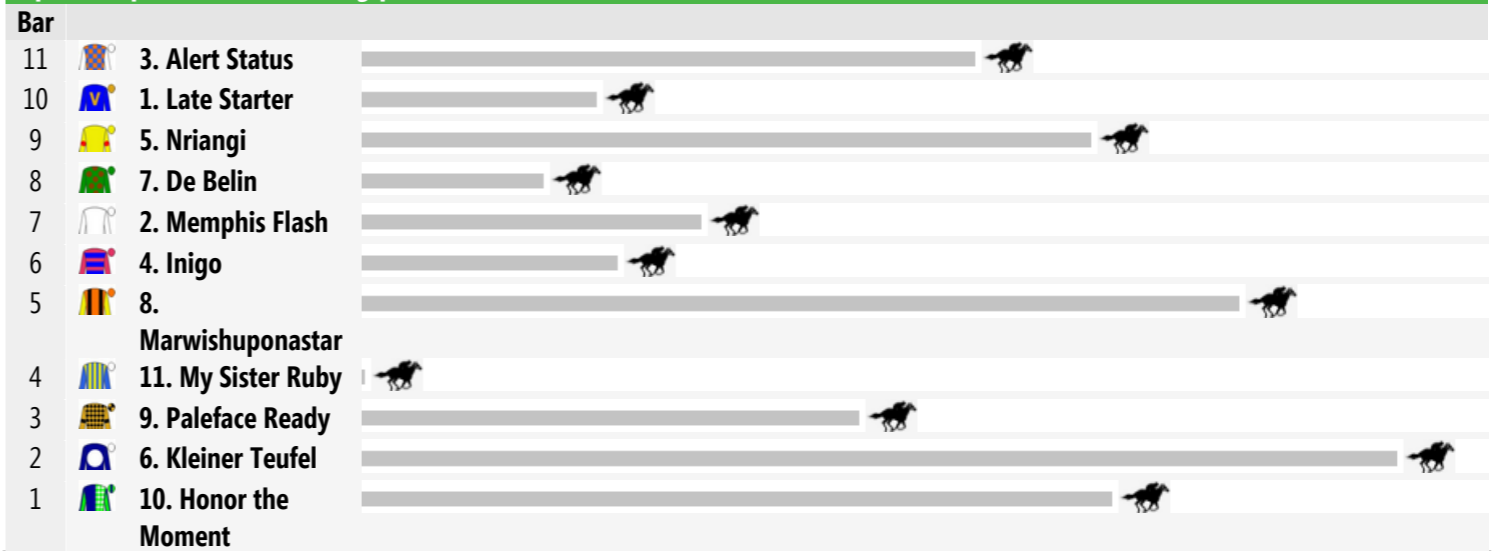 Bar
11 3. Alert Status
10 V 1. Late Starter
9 5. Nriangi
8 7. De Belin
7 2. Memphis Flash
6 4. Inigo
5 8.
Marwishuponastar
4 11. My Sister Ruby
3 9. Paleface Ready
2 6. Kleiner Teufel
1 10. Honor the
Moment